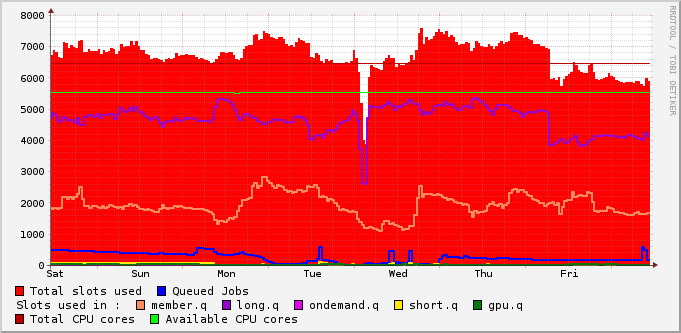 RRDTOOL / TOBI OETIKER
8000
7000
6000
5000
4000
3000
2000
1000
0
Sat Sun Mon Tue Wed Thu Fri
Total slots used Queued Jobs
Slots used in : member.q long.q ondemand.q short.q gpu.q
Total CPU cores Available CPU cores